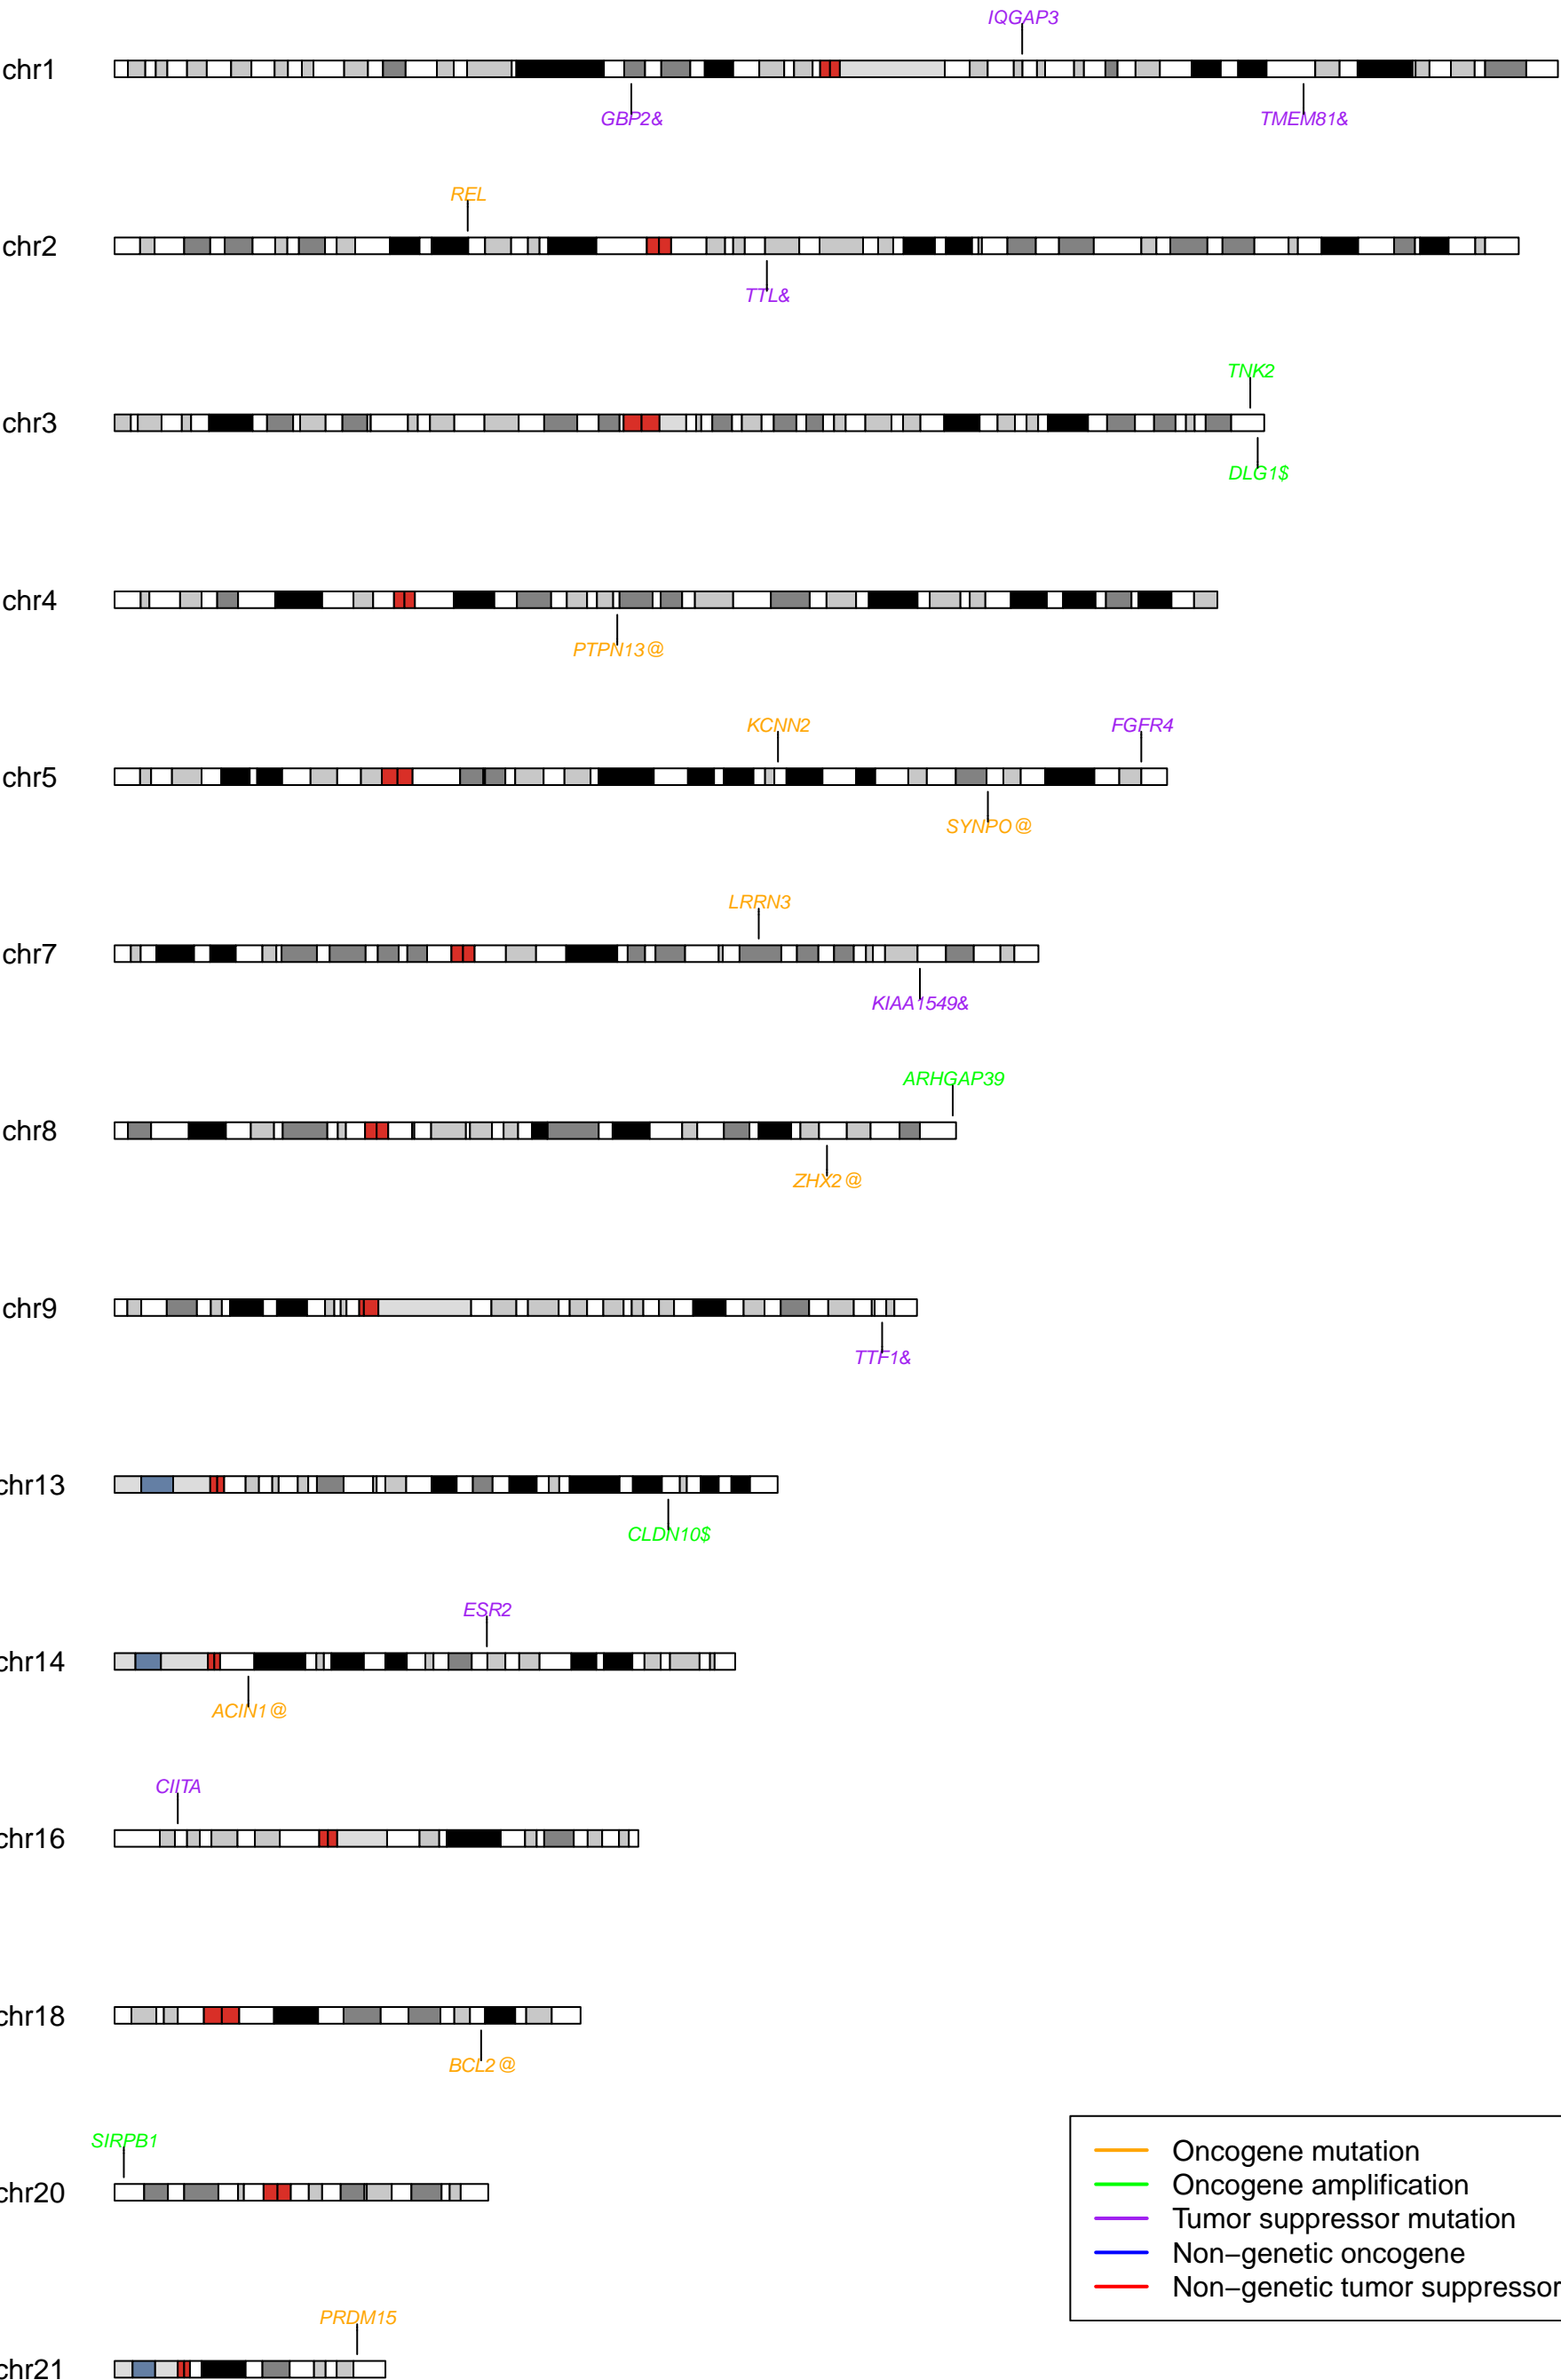 IQGAP3
chr1
GBP2& TMEM81&
REL
chr2
TTL&
TNK2
chr3
DLG1$
chr4
PTPN13@
KCNN2 FGFR4
chr5
SYNPO@
LRRN3
chr7
KIAA1549&
ARHGAP39
chr8
ZHX2@
chr9
TTF1&
chr13
CLDN10$
ESR2
chr14
ACIN1@
CIITA
chr16
chr18
BCL2@
SIRPB1
chr20
Oncogene mutation
Oncogene amplification
Tumor suppressor mutation
Non−genetic oncogene
Non−genetic tumor suppressor
PRDM15
chr21